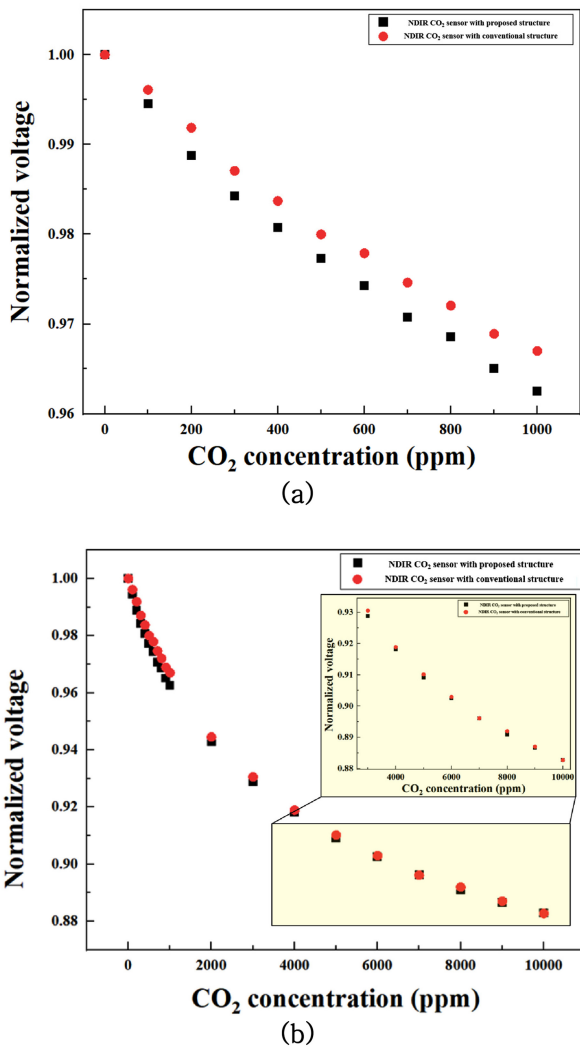 NDIR CO₂ sensor with proposed structure
NDIR CO₂ sensor with conventional structure
1.00
0.99
0.98
0.97
0.96
Normalized voltage
0
200
400
600
800
1000
CO₂ concentration (ppm)
(a)
NDIR CO₂ sensor with proposed structure
NDIR CO₂ sensor with conventional structure
1.00
0.98
0.96
0.94
0.92
0.90
0.88
Normalized voltage
NDIR CO₂ sensor with proposed structure
NDIR CO₂ sensor with conventional structure
0.93
0.92
0.91
0.90
0.89
0.88
Normalized voltage
4000
6000
8000
10000
CO₂ concentration (ppm)
0
2000
4000
6000
8000
10000
CO₂ concentration (ppm)
(b)